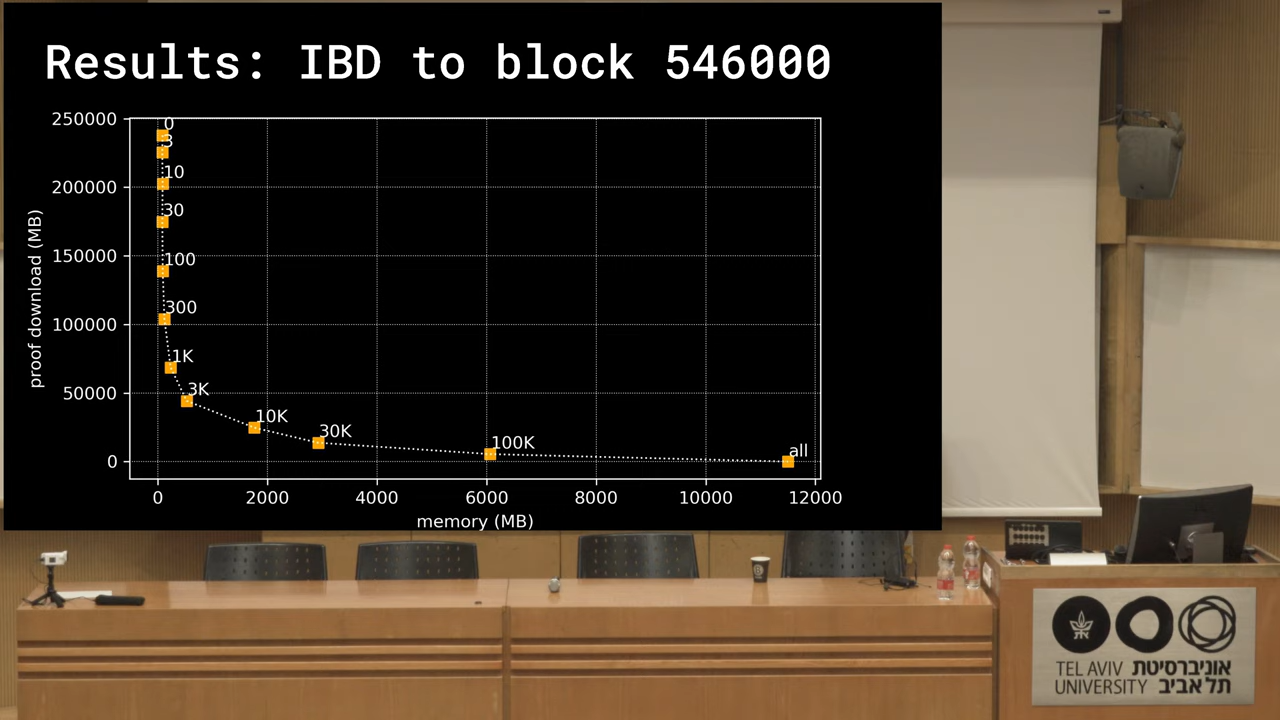 Results: IBD to block 546000
250000
200000
150000
100000
50000
0
proof download (MB)
0
3
10
30
100
300
1K
3K
10K
30K
100K
all
0 2000 4000 6000 8000 10000 12000
memory (MB)
TEL AVIV אוניברסיטת
UNIVERSITY תל אביב